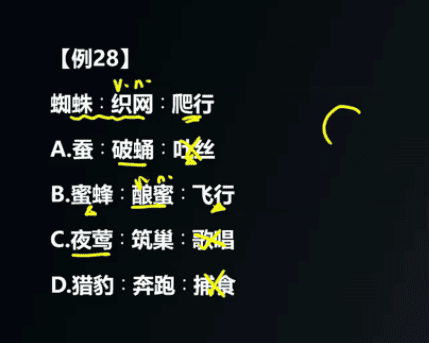 【例28】
v. n.
蜘蛛：织网：爬行
A.蚕：破蛹：吐丝
v. n.
B.蜜蜂：酿蜜：飞行
C.夜莺：筑巢：歌唱
D.猎豹：奔跑：捕食